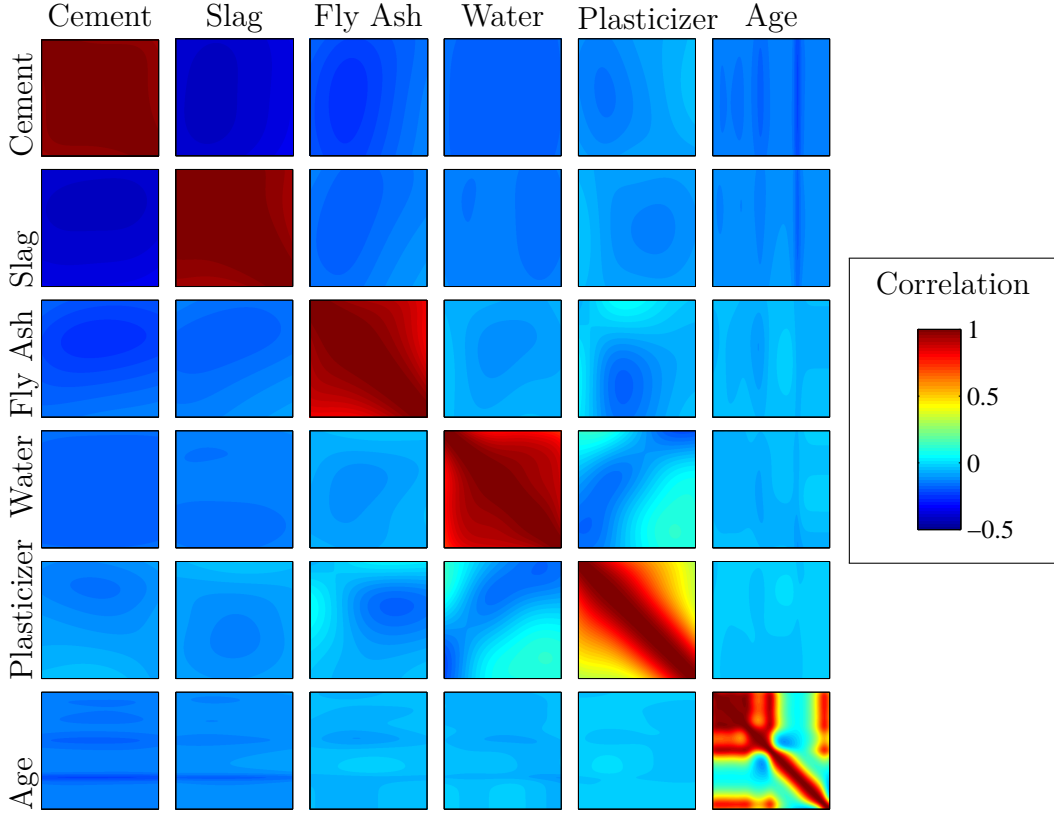 Cement Slag Fly Ash Water Plasticizer Age
Cement
Slag
Fly Ash
Water
Plasticizer
Age
Correlation
1
0.5
0
−0.5